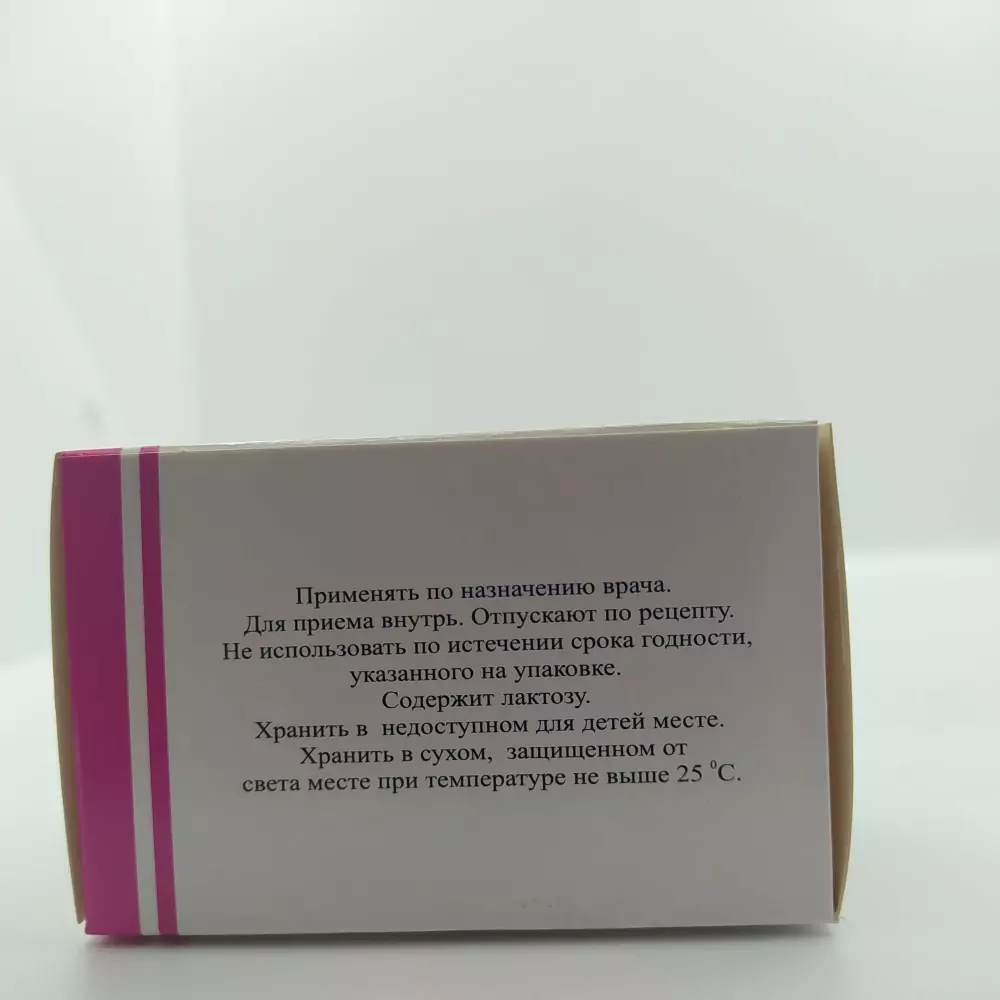 Применять по назначению врача.
Для приема внутрь. Отпускают по рецепту.
Не использовать по истечении срока годности,
указанного на упаковке.
Содержит лактозу.
Хранить в недоступном для детей месте.
Хранить в сухом, защищенном от
света месте при температуре не выше 25 ⁰С.